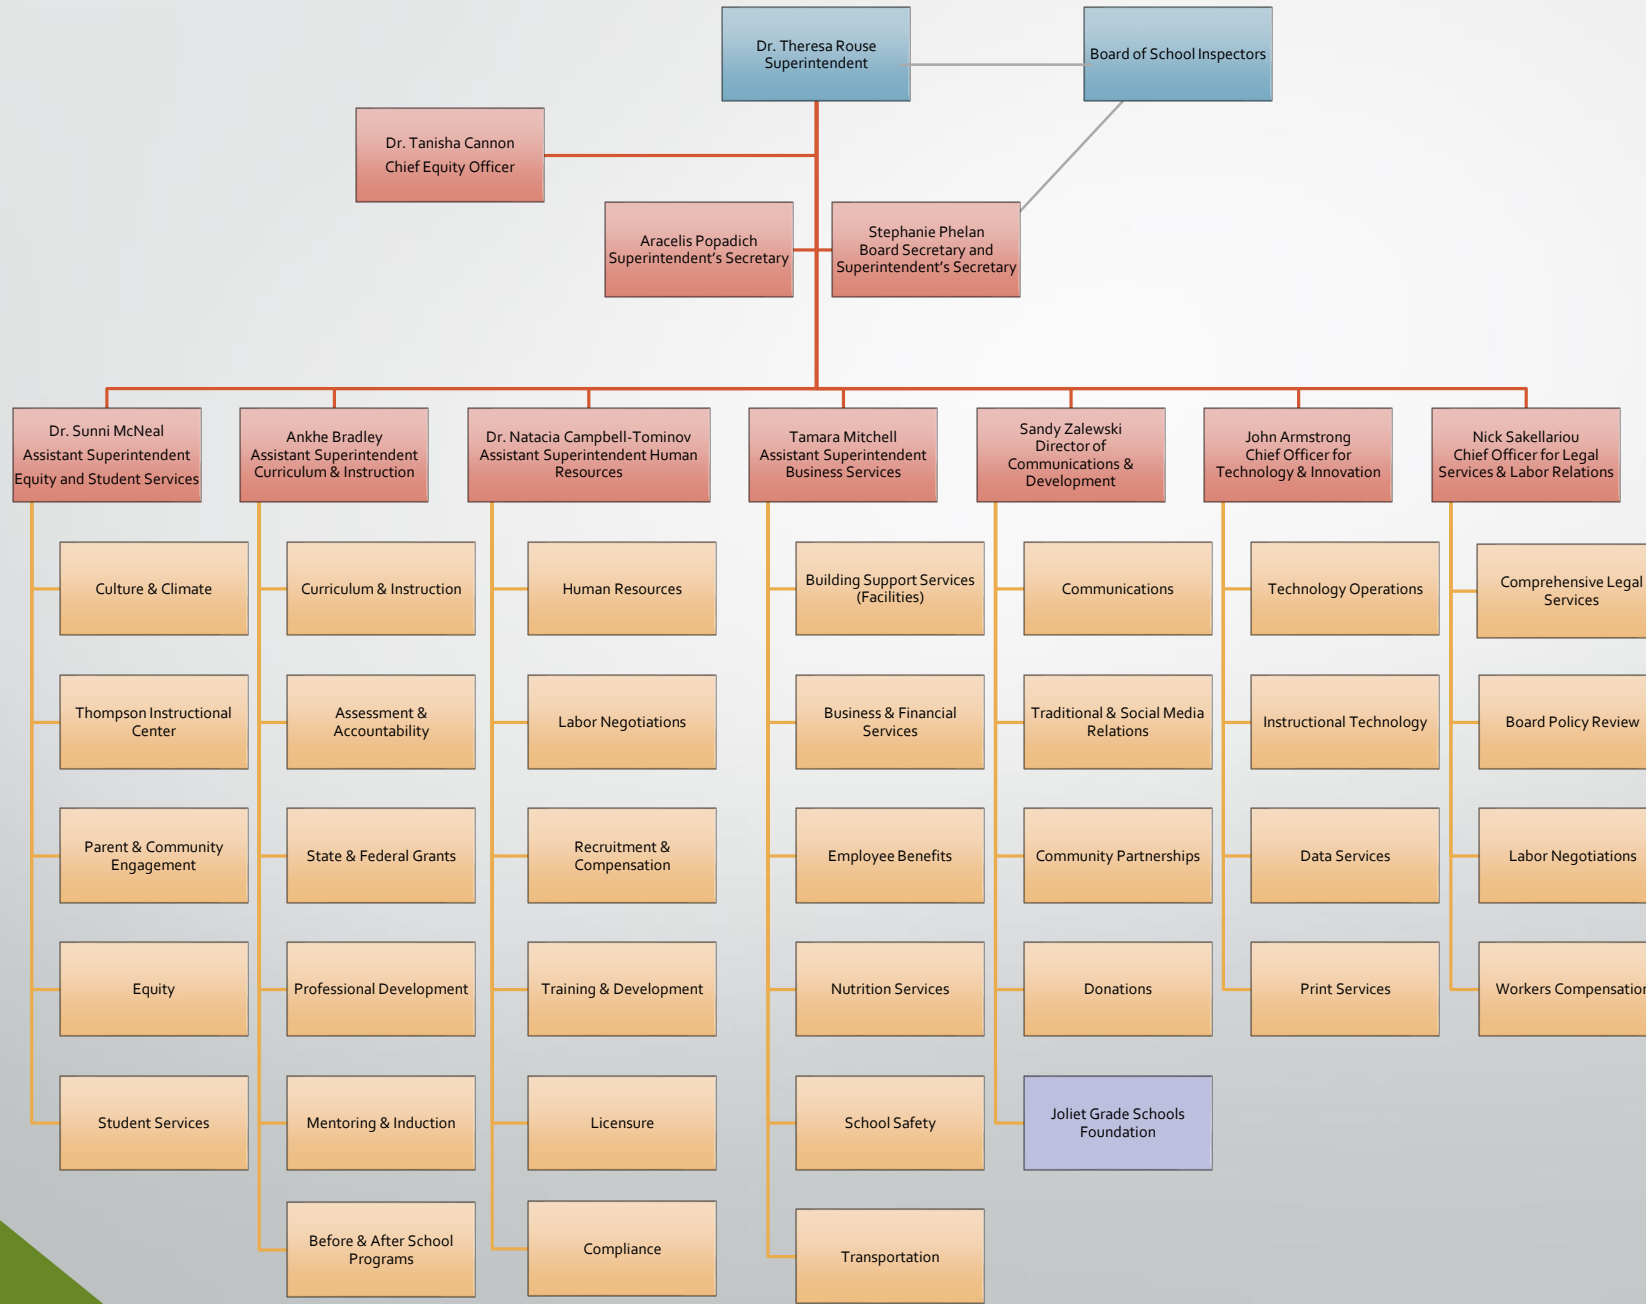 Dr. Theresa Rouse
Superintendent
Board of School Inspectors
Dr. Tanisha Cannon
Chief Equity Officer
Aracelis Popadich
Superintendent's Secretary
Stephanie Phelan
Board Secretary and
Superintendent's Secretary
Dr. Sunni McNeal
Assistant Superintendent
Equity and Student Services
Ankhe Bradley
Assistant Superintendent
Curriculum & Instruction
Dr. Natacia Campbell-Tominov
Assistant Superintendent Human
Resources
Tamara Mitchell
Assistant Superintendent
Business Services
Sandy Zalewski
Director of
Communications &
Development
John Armstrong
Chief Officer for
Technology & Innovation
Nick Sakellariou
Chief Officer for Legal
Services & Labor Relations
Culture & Climate
Thompson Instructional
Center
Parent & Community
Engagement
Equity
Student Services
Curriculum & Instruction
Assessment &
Accountability
State & Federal Grants
Professional Development
Mentoring & Induction
Before & After School
Programs
Human Resources
Labor Negotiations
Recruitment &
Compensation
Training & Development
Licensure
Compliance
Building Support Services
(Facilities)
Business & Financial
Services
Employee Benefits
Nutrition Services
School Safety
Transportation
Communications
Traditional & Social Media
Relations
Community Partnerships
Donations
Joliet Grade Schools
Foundation
Technology Operations
Instructional Technology
Data Services
Print Services
Comprehensive Legal
Services
Board Policy Review
Labor Negotiations
Workers Compensation